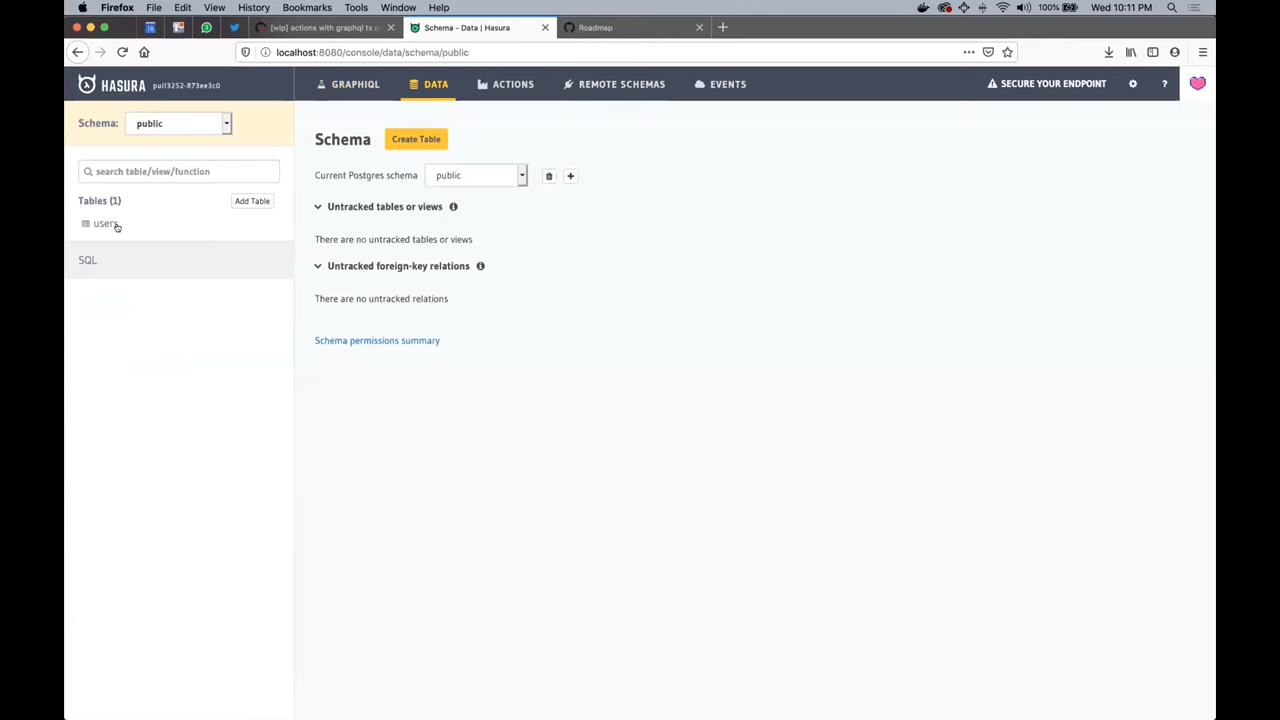 Firefox File Edit View History Bookmarks Tools Window Help 100% Wed 10:11 PM
[wip] actions with graphql tx o Schema - Data | Hasura Roadmap
localhost:8080/console/data/schema/public
HASURA pull3252-873ee3c0 GRAPHIQL DATA ACTIONS REMOTE SCHEMAS EVENTS SECURE YOUR ENDPOINT ?
Schema: public
Schema Create Table
search table/view/function
Current Postgres schema public
Tables (1) Add Table
Untracked tables or views
users
There are no untracked tables or views
SQL
Untracked foreign-key relations
There are no untracked relations
Schema permissions summary